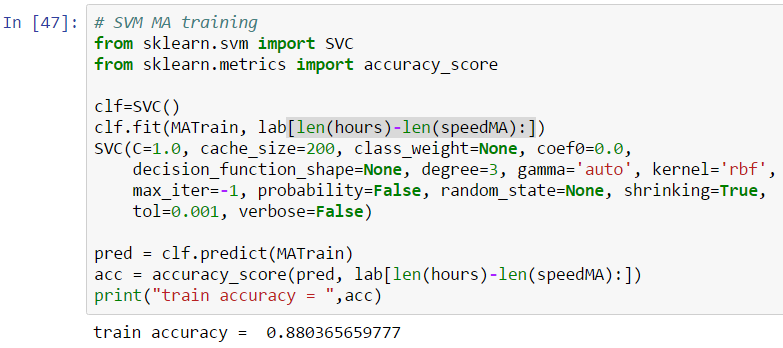 In [47]: # SVM MA training
from sklearn.svm import SVC
from sklearn.metrics import accuracy_score
clf=SVC()
clf.fit(MATrain, lab[len(hours)-len(speedMA):])
SVC(C=1.0, cache_size=200, class_weight=None, coef0=0.0,
    decision_function_shape=None, degree=3, gamma='auto', kernel='rbf',
    max_iter=-1, probability=False, random_state=None, shrinking=True,
    tol=0.001, verbose=False)
pred = clf.predict(MATrain)
acc = accuracy_score(pred, lab[len(hours)-len(speedMA):])
print("train accuracy = ",acc)
train accuracy =  0.880365659777